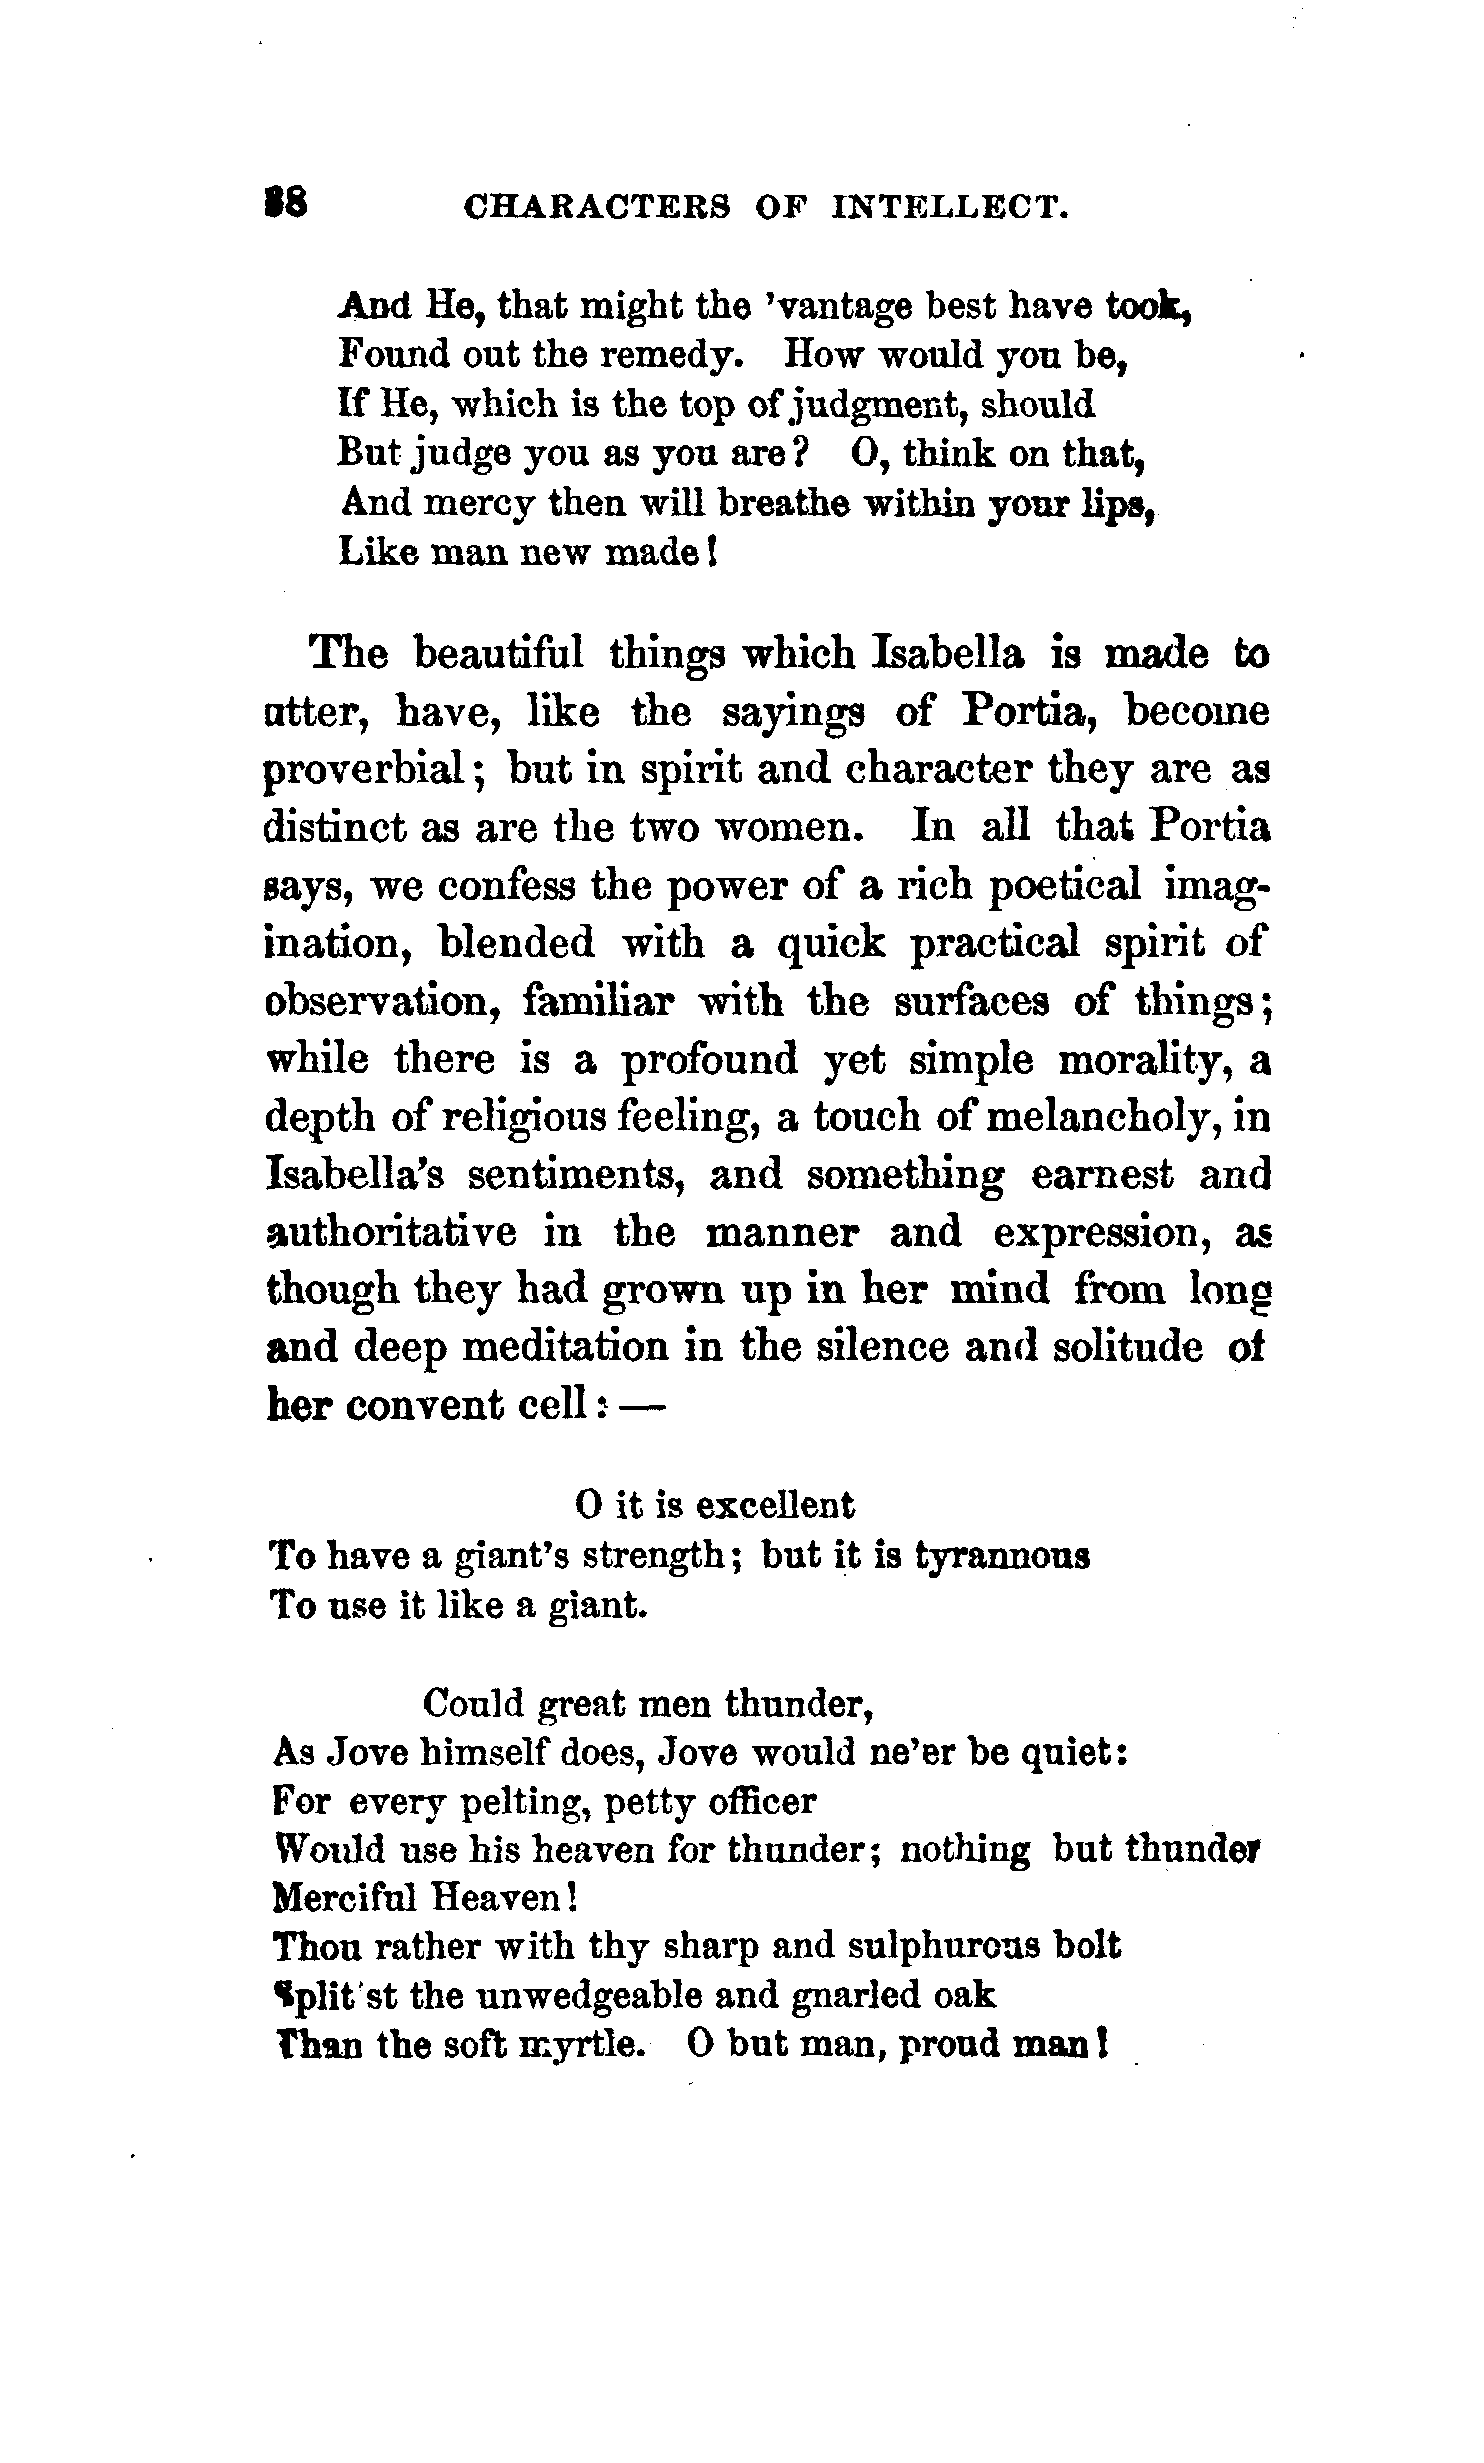 88 CHARACTERS OF INTELLECT.
And He, that might the 'vantage best have took,
Found out the remedy. How would you be,
If He, which is the top of judgment, should
But judge you as you are? O, think on that,
And mercy then will breathe within your lips,
Like man new made!
The beautiful things which Isabella is made to
utter, have, like the sayings of Portia, become
proverbial; but in spirit and character they are as
distinct as are the two women. In all that Portia
says, we confess the power of a rich poetical imag-
ination, blended with a quick practical spirit of
observation, familiar with the surfaces of things;
while there is a profound yet simple morality, a
depth of religious feeling, a touch of melancholy, in
Isabella's sentiments, and something earnest and
authoritative in the manner and expression, as
though they had grown up in her mind from long
and deep meditation in the silence and solitude of
her convent cell: —
O it is excellent
To have a giant's strength; but it is tyrannous
To use it like a giant.
Could great men thunder,
As Jove himself does, Jove would ne'er be quiet:
For every pelting, petty officer
Would use his heaven for thunder; nothing but thunder
Merciful Heaven!
Thou rather with thy sharp and sulphurous bolt
Split'st the unwedgeable and gnarled oak
Than the soft myrtle. O but man, proud man!